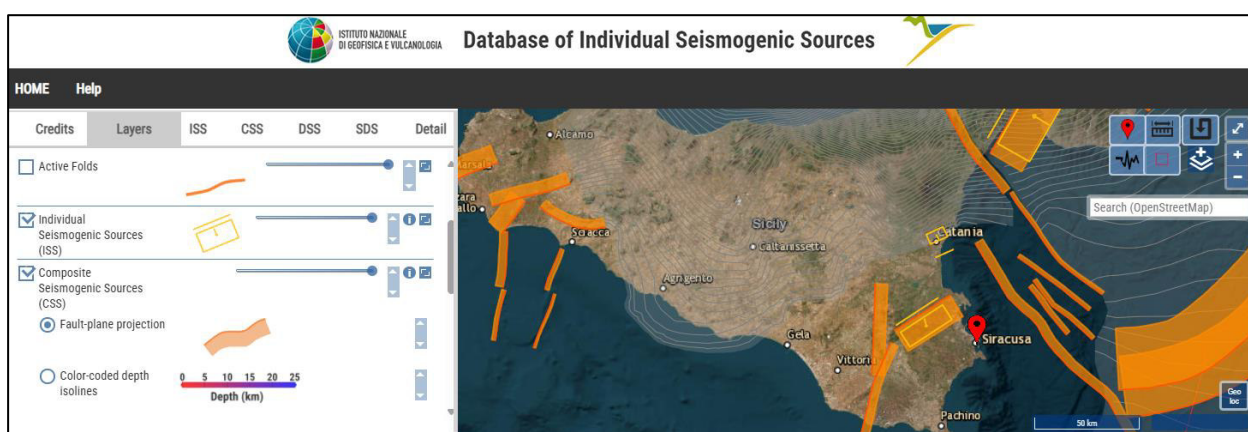 ISTITUTO NAZIONALE
DI GEOFISICA E VULCANOLOGIA
Database of Individual Seismogenic Sources
HOME Help
Credits Layers ISS CSS DSS SDS Detail
Active Folds
Individual
Seismogenic Sources
(ISS)
Composite
Seismogenic Sources
(CSS)
Fault-plane projection
Color-coded depth
isolines
0 5 10 15 20 25
Depth (km)
Alcamo
Marsala
zara
allo
Sciacca
Sicily
Caltanissetta
Agrigento
Catania
Gela
Vittori
Siracusa
Pachino
Search (OpenStreetMap)
Geo
loc
50 km